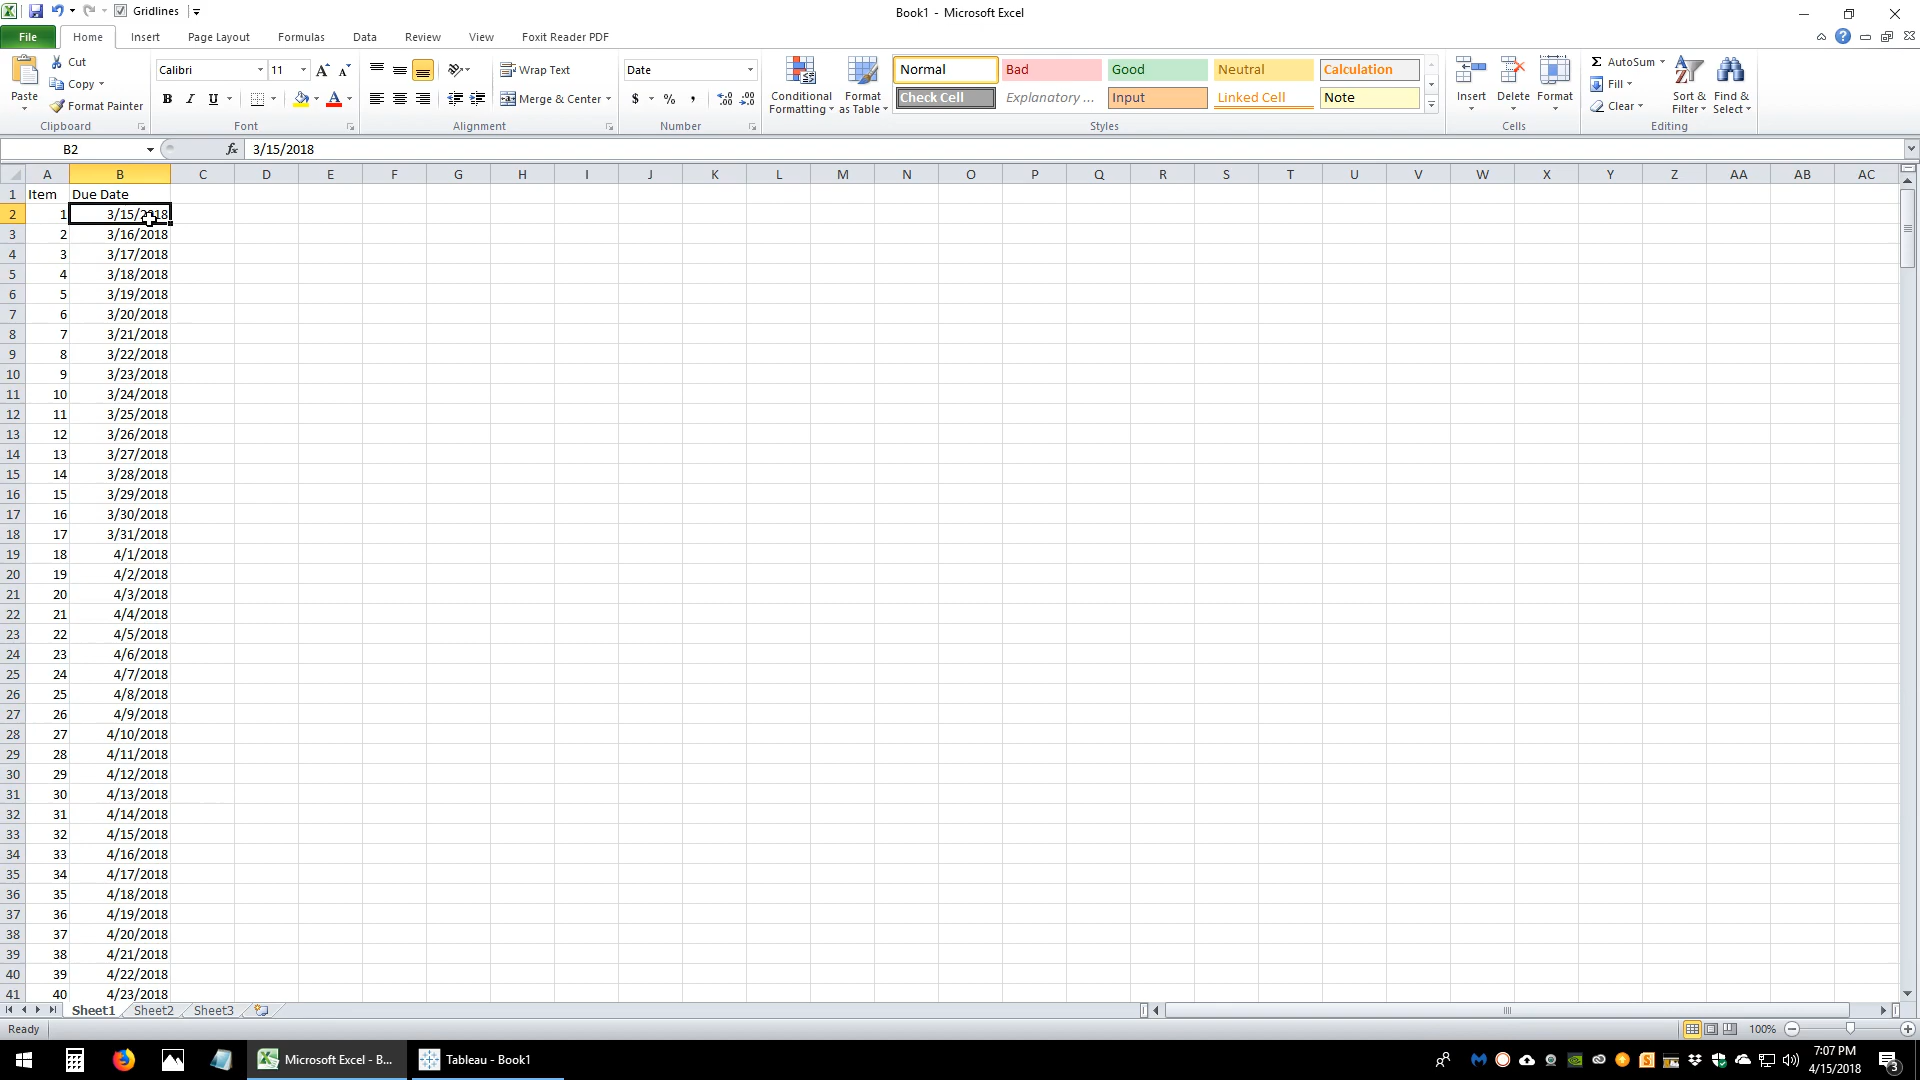 Gridlines
Book1 - Microsoft Excel
File Home Insert Page Layout Formulas Data Review View Foxit Reader PDF
Paste
Cut
Copy
Format Painter
Clipboard
Calibri 11
B I U
Font
Wrap Text
Merge & Center
Alignment
Date
$ % ,
Number
Conditional Formatting
Format as Table
Normal Bad Good Neutral Calculation
Check Cell Explanatory ... Input Linked Cell Note
Styles
Insert Delete Format
Cells
Σ AutoSum
Fill
Clear
Sort & Filter
Find & Select
Editing
B2 fx 3/15/2018
A B C D E F G H I J K L M N O P Q R S T U V W X Y Z AA AB AC
1 Item Due Date
2 1 3/15/2018
3 2 3/16/2018
4 3 3/17/2018
5 4 3/18/2018
6 5 3/19/2018
7 6 3/20/2018
8 7 3/21/2018
9 8 3/22/2018
10 9 3/23/2018
11 10 3/24/2018
12 11 3/25/2018
13 12 3/26/2018
14 13 3/27/2018
15 14 3/28/2018
16 15 3/29/2018
17 16 3/30/2018
18 17 3/31/2018
19 18 4/1/2018
20 19 4/2/2018
21 20 4/3/2018
22 21 4/4/2018
23 22 4/5/2018
24 23 4/6/2018
25 24 4/7/2018
26 25 4/8/2018
27 26 4/9/2018
28 27 4/10/2018
29 28 4/11/2018
30 29 4/12/2018
31 30 4/13/2018
32 31 4/14/2018
33 32 4/15/2018
34 33 4/16/2018
35 34 4/17/2018
36 35 4/18/2018
37 36 4/19/2018
38 37 4/20/2018
39 38 4/21/2018
40 39 4/22/2018
41 40 4/23/2018
Sheet1 Sheet2 Sheet3
Ready 100%
Microsoft Excel - B... Tableau - Book1
7:07 PM
4/15/2018
3